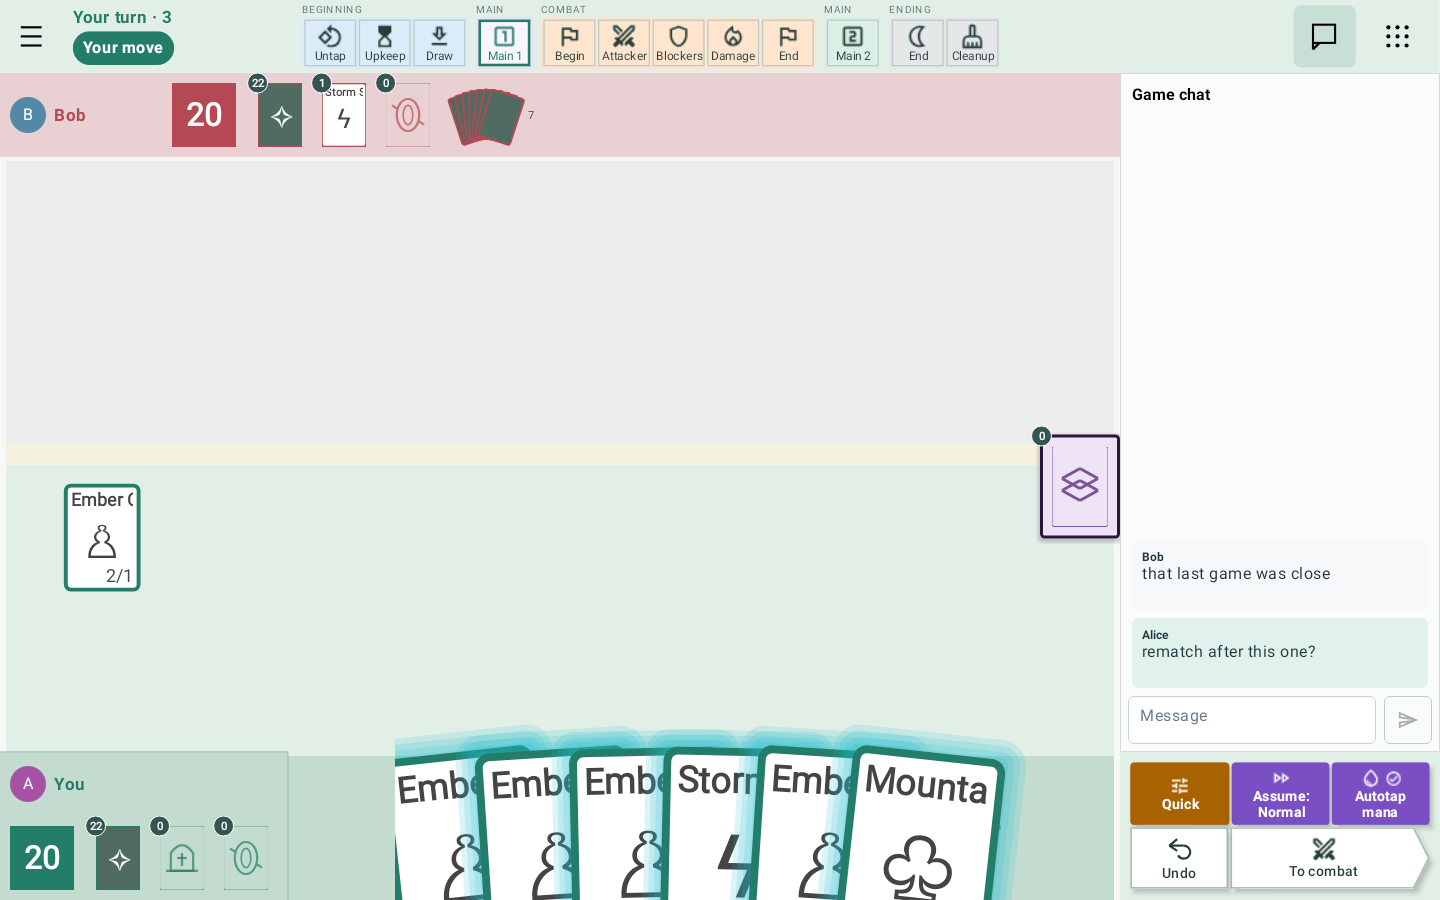 Your turn · 3
Your move
BEGINNING
Untap
Upkeep
Draw
MAIN
1
Main 1
COMBAT
Begin
Attacker
Blockers
Damage
End
MAIN
2
Main 2
ENDING
End
Cleanup
B
Bob
20
22
1
Storm S
0
7
Game chat
0
Ember
2/1
Bob
that last game was close
Alice
rematch after this one?
Message
A
You
20
22
0
0
Embe
Embe
Embe
Storm
Embe
Mounta
Quick
Assume:
Normal
Autotap
mana
Undo
To combat